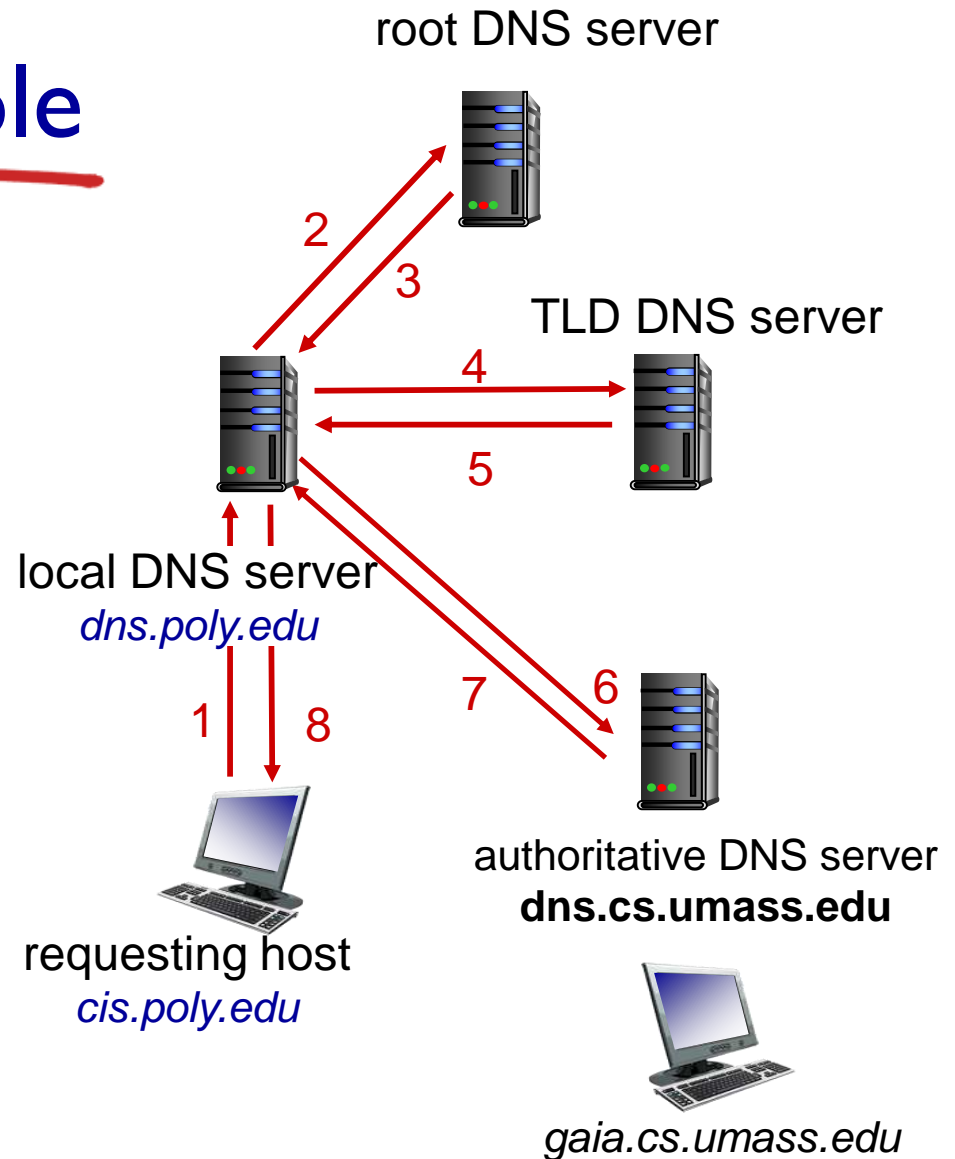 root DNS server
2
3
TLD DNS server
4
5
local DNS server
dns.poly.edu
7
6
1
8
authoritative DNS server
dns.cs.umass.edu
requesting host
cis.poly.edu
gaia.cs.umass.edu